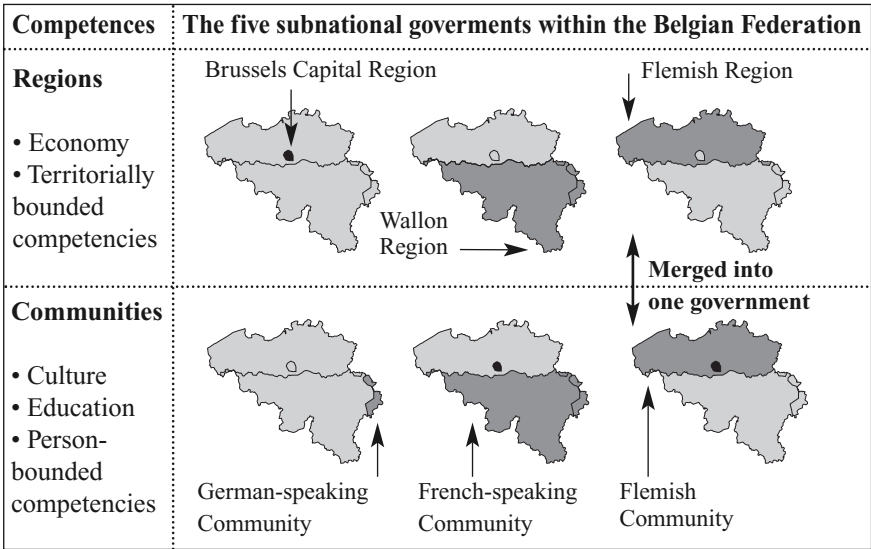 Competences
The five subnational goverments within the Belgian Federation
Regions
• Economy
• Territorially
bounded
competencies
Brussels Capital Region
Flemish Region
Wallon
Region
Merged into
one government
Communities
• Culture
• Education
• Person-
bounded
competencies
German-speaking
Community
French-speaking
Community
Flemish
Community